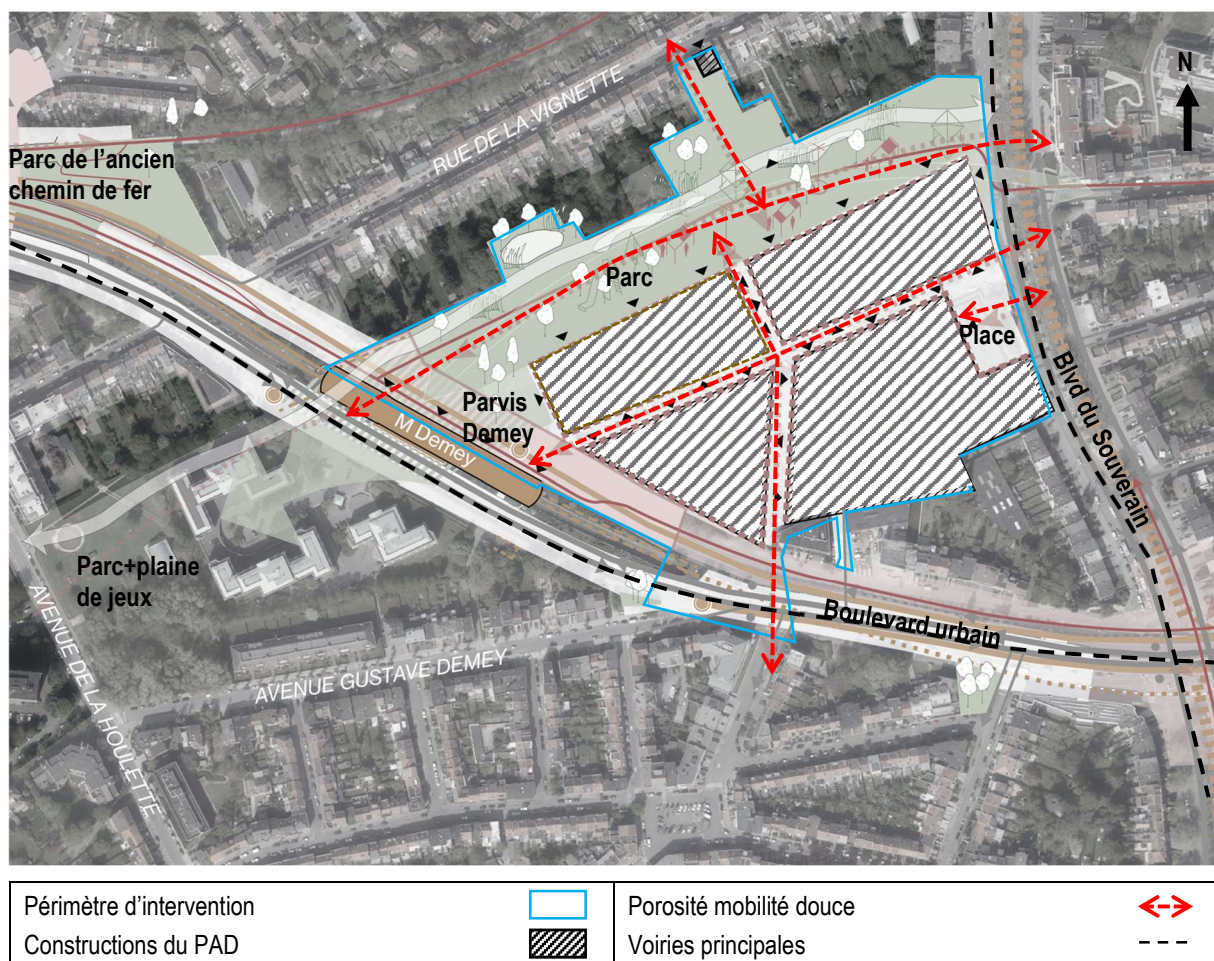 N
RUE DE LA VIGNETTE
Parc de l'ancien
chemin de fer
Parc
Place
Blvd du Souverain
Parvis
Demey
M Demey
Parc+plaine
de jeux
Boulevard urbain
AVENUE DE LA HOULETTE
AVENUE GUSTAVE DEMEY
Périmètre d'intervention
Porosité mobilité douce
Constructions du PAD
Voiries principales